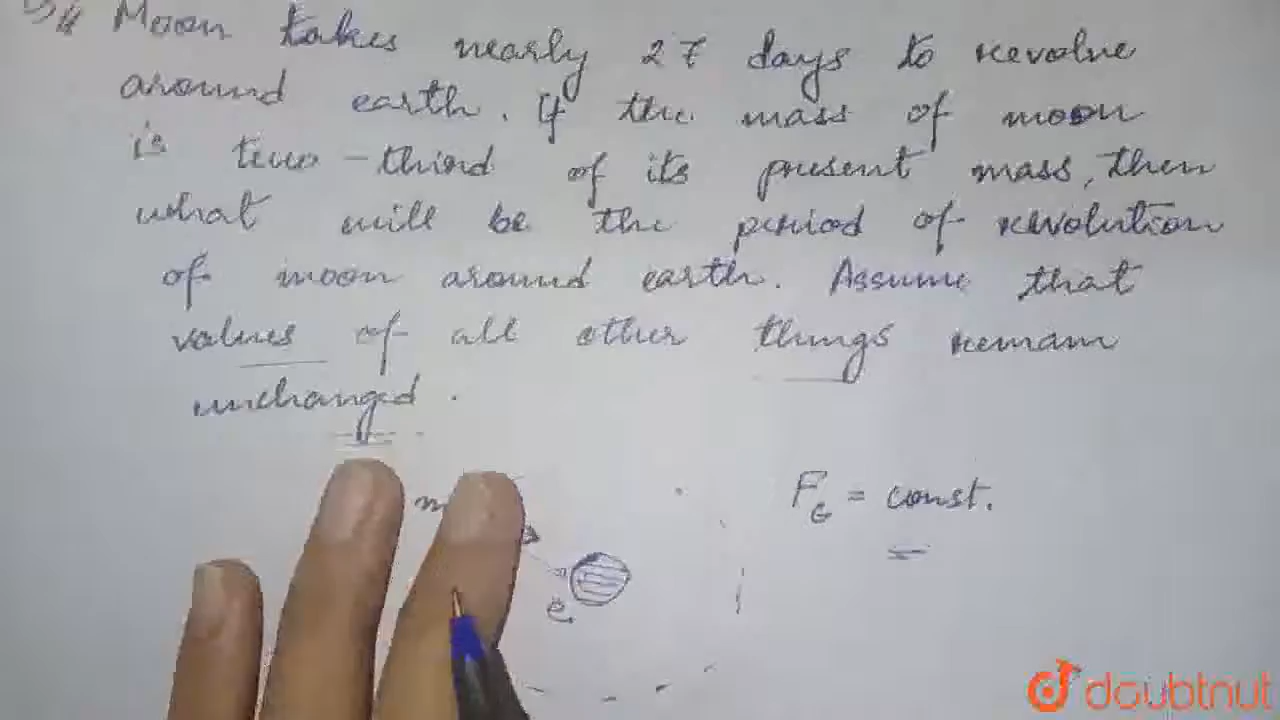 Moon takes nearly 27 days to revolve
around earth. If the mass of moon
is two-third of its present mass, then
what will be the period of revolution
of moon around earth. Assume that
values of all other things remain
unchanged.
m
F_G = const.
e
doubtnut